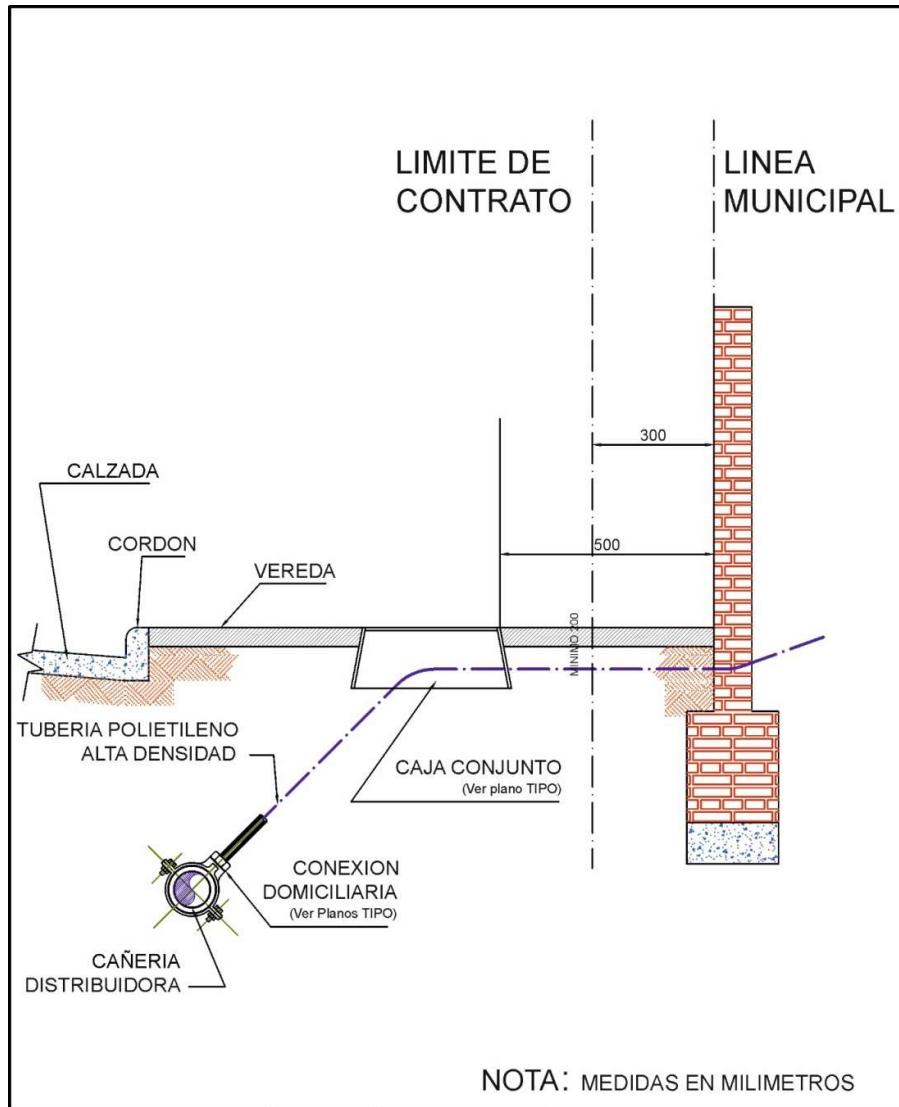 LIMITE DE
CONTRATO
LINEA
MUNICIPAL
300
500
CALZADA
CORDON
VEREDA
MINIMO 200
TUBERIA POLIETILENO
ALTA DENSIDAD
CAJA CONJUNTO
(Ver plano TIPO)
CONEXION
DOMICILIARIA
(Ver Planos TIPO)
CAÑERIA
DISTRIBUIDORA
NOTA: MEDIDAS EN MILIMETROS